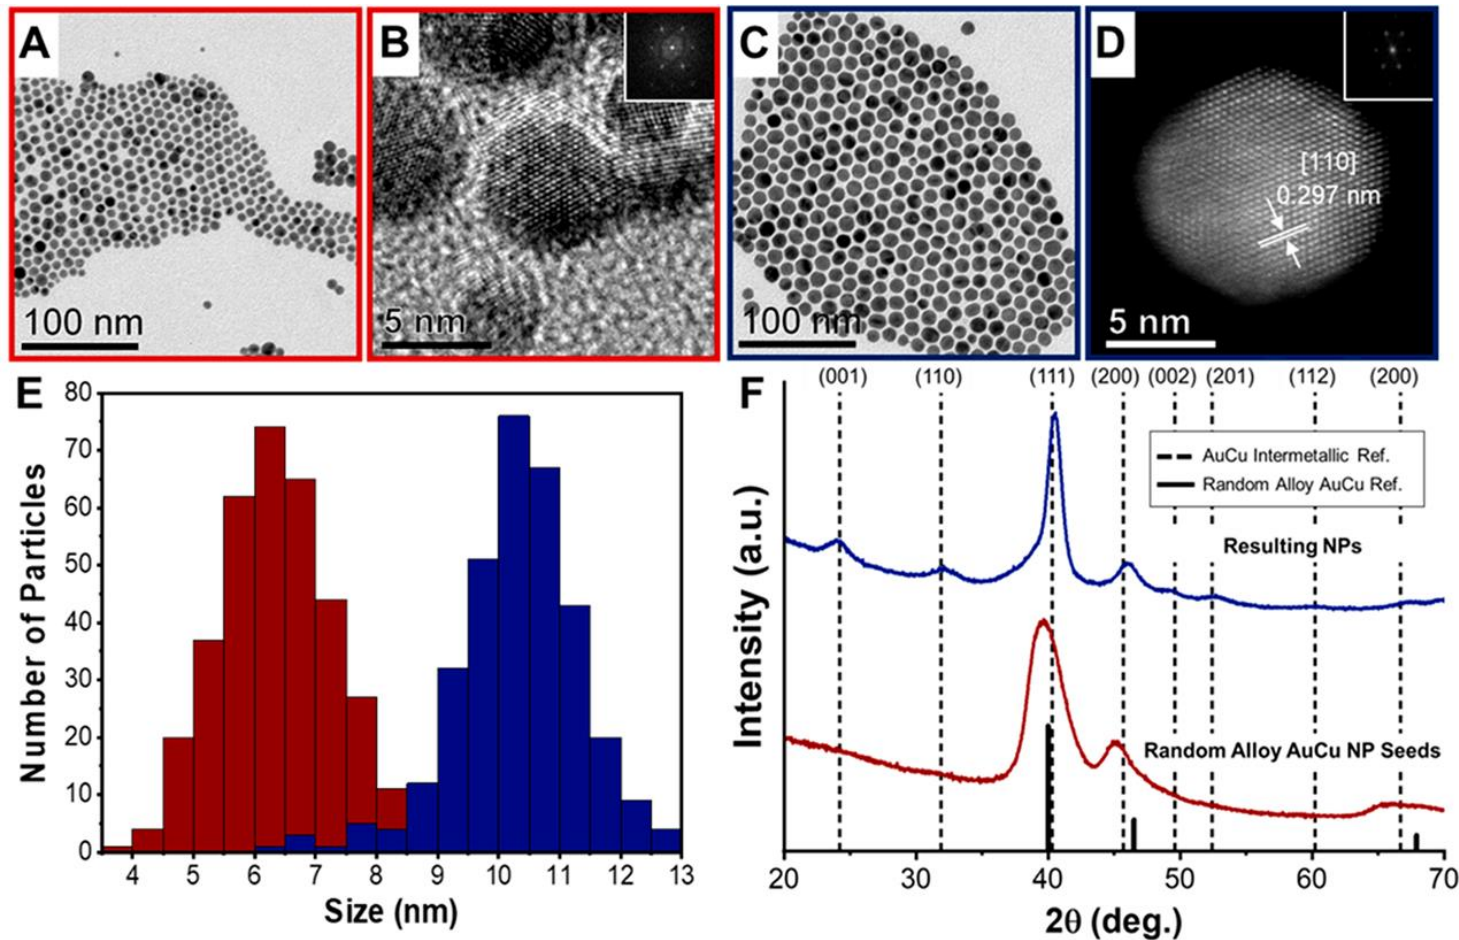 A
B
C
D
100 nm
5 nm
100 nm
[110]
0.297 nm
5 nm
E
80
70
60
50
40
30
20
10
0
Number of Particles
4 5 6 7 8 9 10 11 12 13
Size (nm)
F
(001) (110) (111) (200) (002) (201) (112) (200)
AuCu Intermetallic Ref.
Random Alloy AuCu Ref.
Resulting NPs
Random Alloy AuCu NP Seeds
Intensity (a.u.)
20 30 40 50 60 70
2θ (deg.)